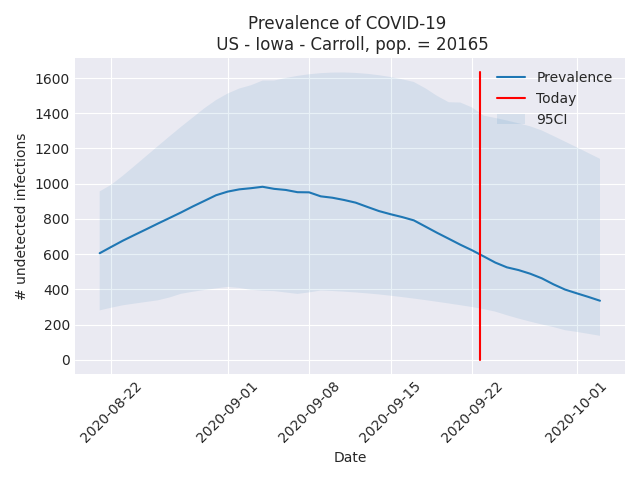 Prevalence of COVID-19
US - Iowa - Carroll, pop. = 20165
Prevalence
Today
95CI
# undetected infections
1600
1400
1200
1000
800
600
400
200
0
2020-08-22
2020-09-01
2020-09-08
2020-09-15
2020-09-22
2020-10-01
Date